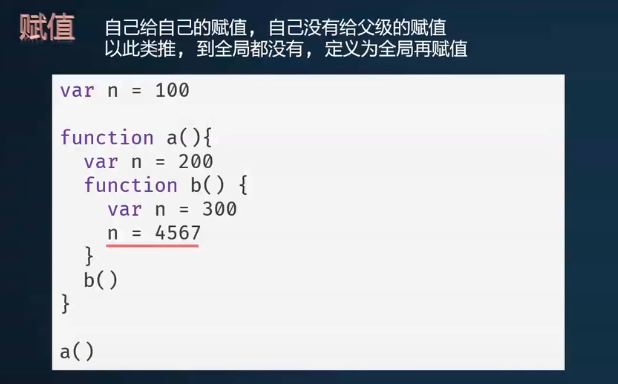 赋值
自己给自己的赋值, 自己没有给父级的赋值
以此类推, 到全局都没有, 定义为全局再赋值
var n = 100
function a(){
  var n = 200
  function b() {
    var n = 300
    n = 4567
  }
  b()
}
a()